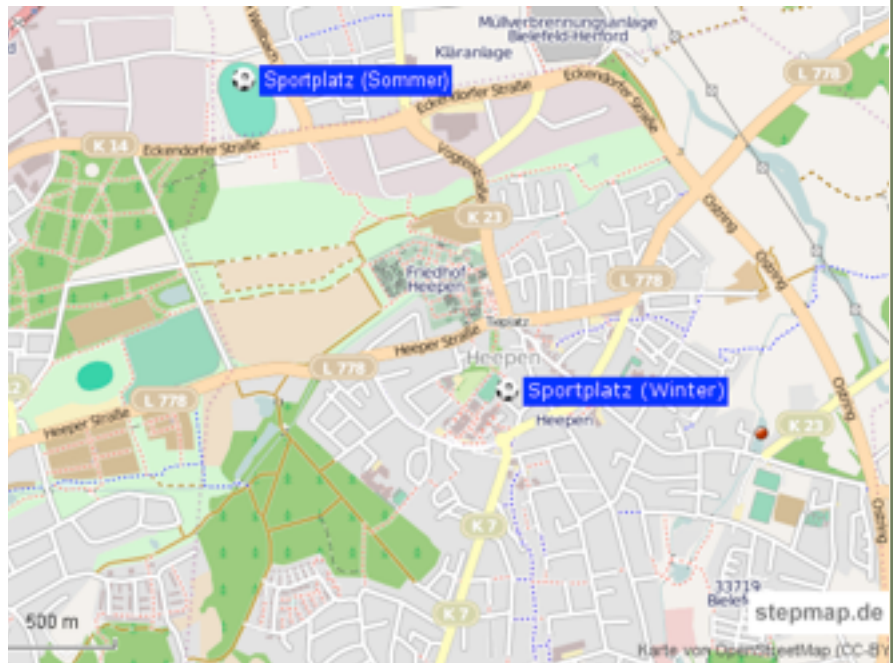 Müllverbrennungsanlage
Bielefeld-Herford
Kläranlage
L 778
Sportplatz (Sommer)
Eckendorfer Straße
Eckendorfer Straße
Eckendorfer Straße
K 14
Vogteistraße
K 23
Ostring
Friedhof
Heepen
L 778
Ostring
Tieplatz
Heeper Straße
Heepen
L 778
L 778
Sportplatz (Winter)
Ostring
Heeper Straße
Heepen
K 23
K 7
Ostring
33719
500 m
K 7
stepmap.de
Karte von OpenStreetMap (CC-BY